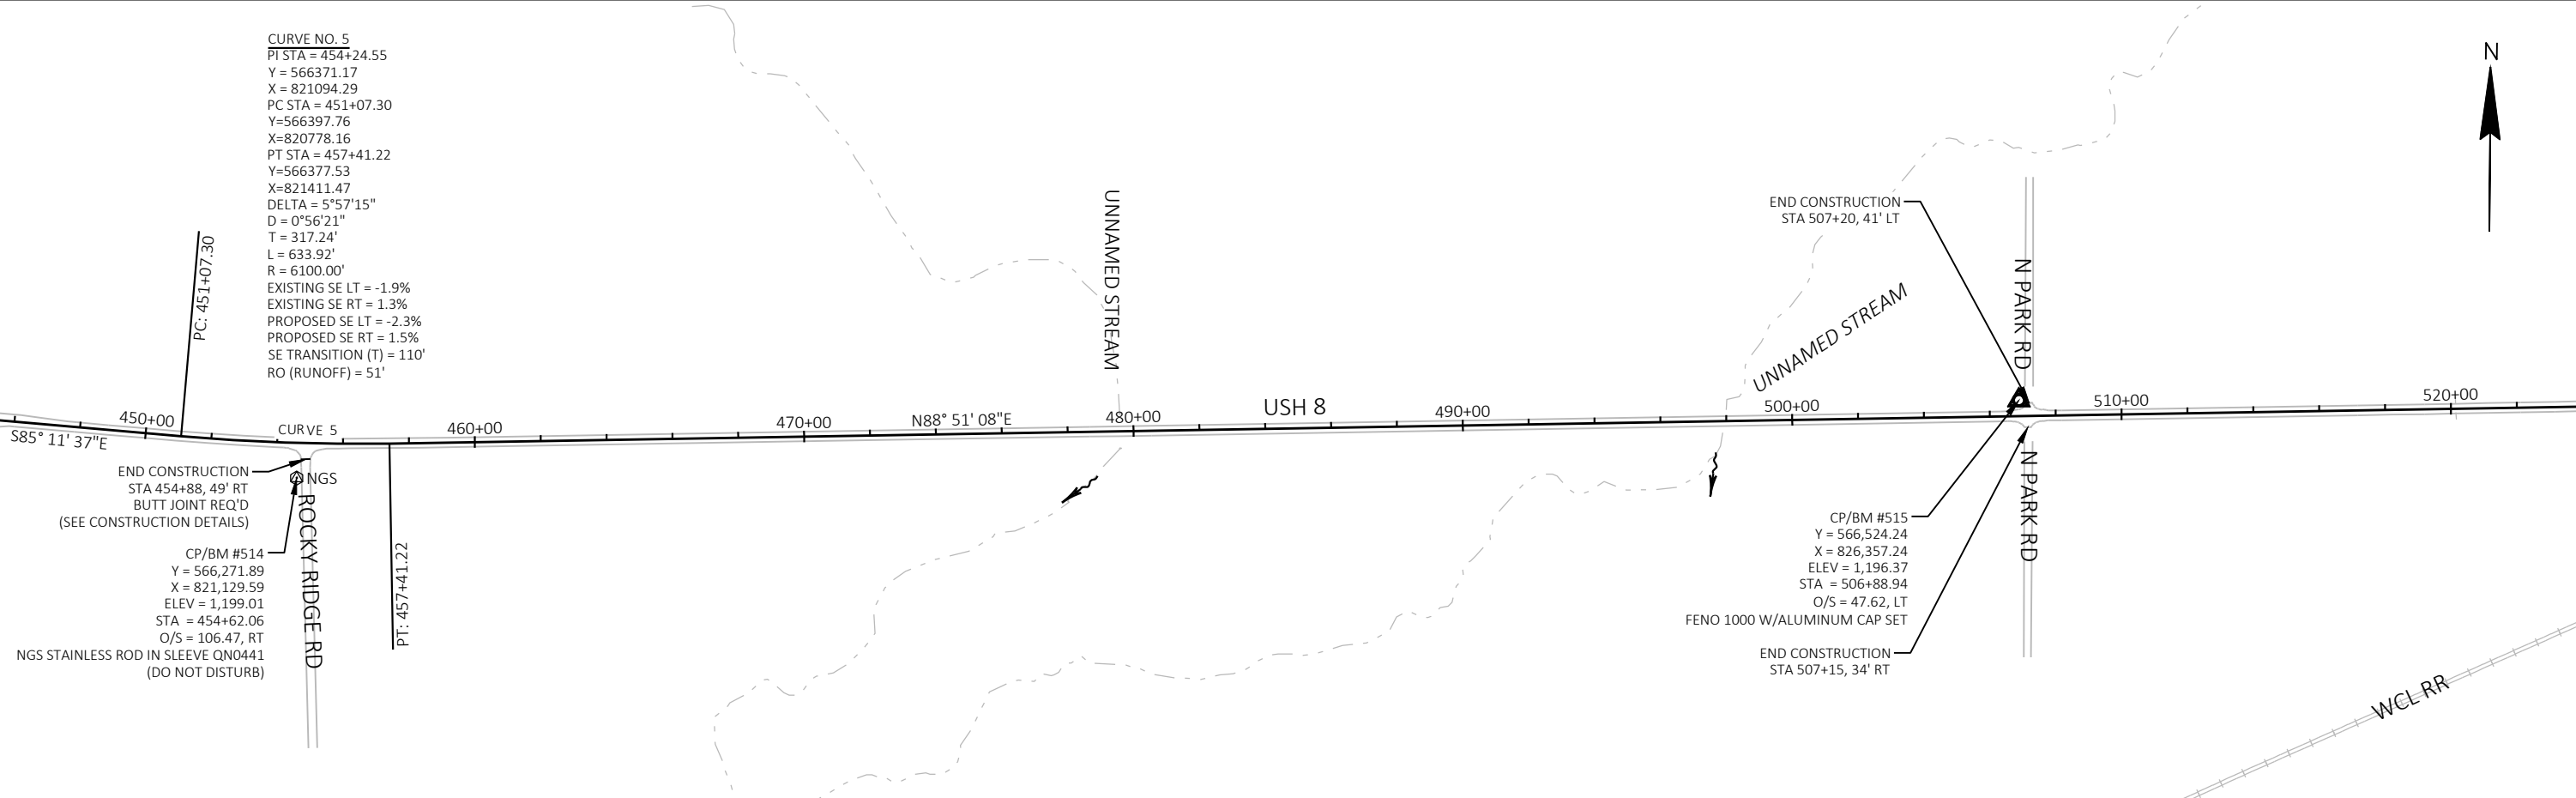 CURVE NO. 5
PI STA = 454+24.55
Y = 566371.17
X = 821094.29
PC STA = 451+07.30
Y=566397.76
X=820778.16
PT STA = 457+41.22
Y=566377.53
X=821411.47
DELTA = 5°57'15"
D = 0°56'21"
T = 317.24'
L = 633.92'
R = 6100.00'
EXISTING SE LT = -1.9%
EXISTING SE RT = 1.3%
PROPOSED SE LT = -2.3%
PROPOSED SE RT = 1.5%
SE TRANSITION (T) = 110'
RO (RUNOFF) = 51'
PC: 451+07.30
UNNAMED STREAM
END CONSTRUCTION
STA 507+20, 41' LT
N PARK RD
N
UNNAMED STREAM
S85° 11' 37"E
450+00
CURVE 5
460+00
470+00
N88° 51' 08"E
480+00
USH 8
490+00
500+00
510+00
520+00
END CONSTRUCTION
STA 454+88, 49' RT
BUTT JOINT REQ'D
(SEE CONSTRUCTION DETAILS)
NGS
ROCKY RIDGE RD
CP/BM #514
Y = 566,271.89
X = 821,129.59
ELEV = 1,199.01
STA = 454+62.06
O/S = 106.47, RT
NGS STAINLESS ROD IN SLEEVE QN0441
(DO NOT DISTURB)
PT: 457+41.22
CP/BM #515
Y = 566,524.24
X = 826,357.24
ELEV = 1,196.37
STA = 506+88.94
O/S = 47.62, LT
FENO 1000 W/ALUMINUM CAP SET
END CONSTRUCTION
STA 507+15, 34' RT
N PARK RD
WCL RR